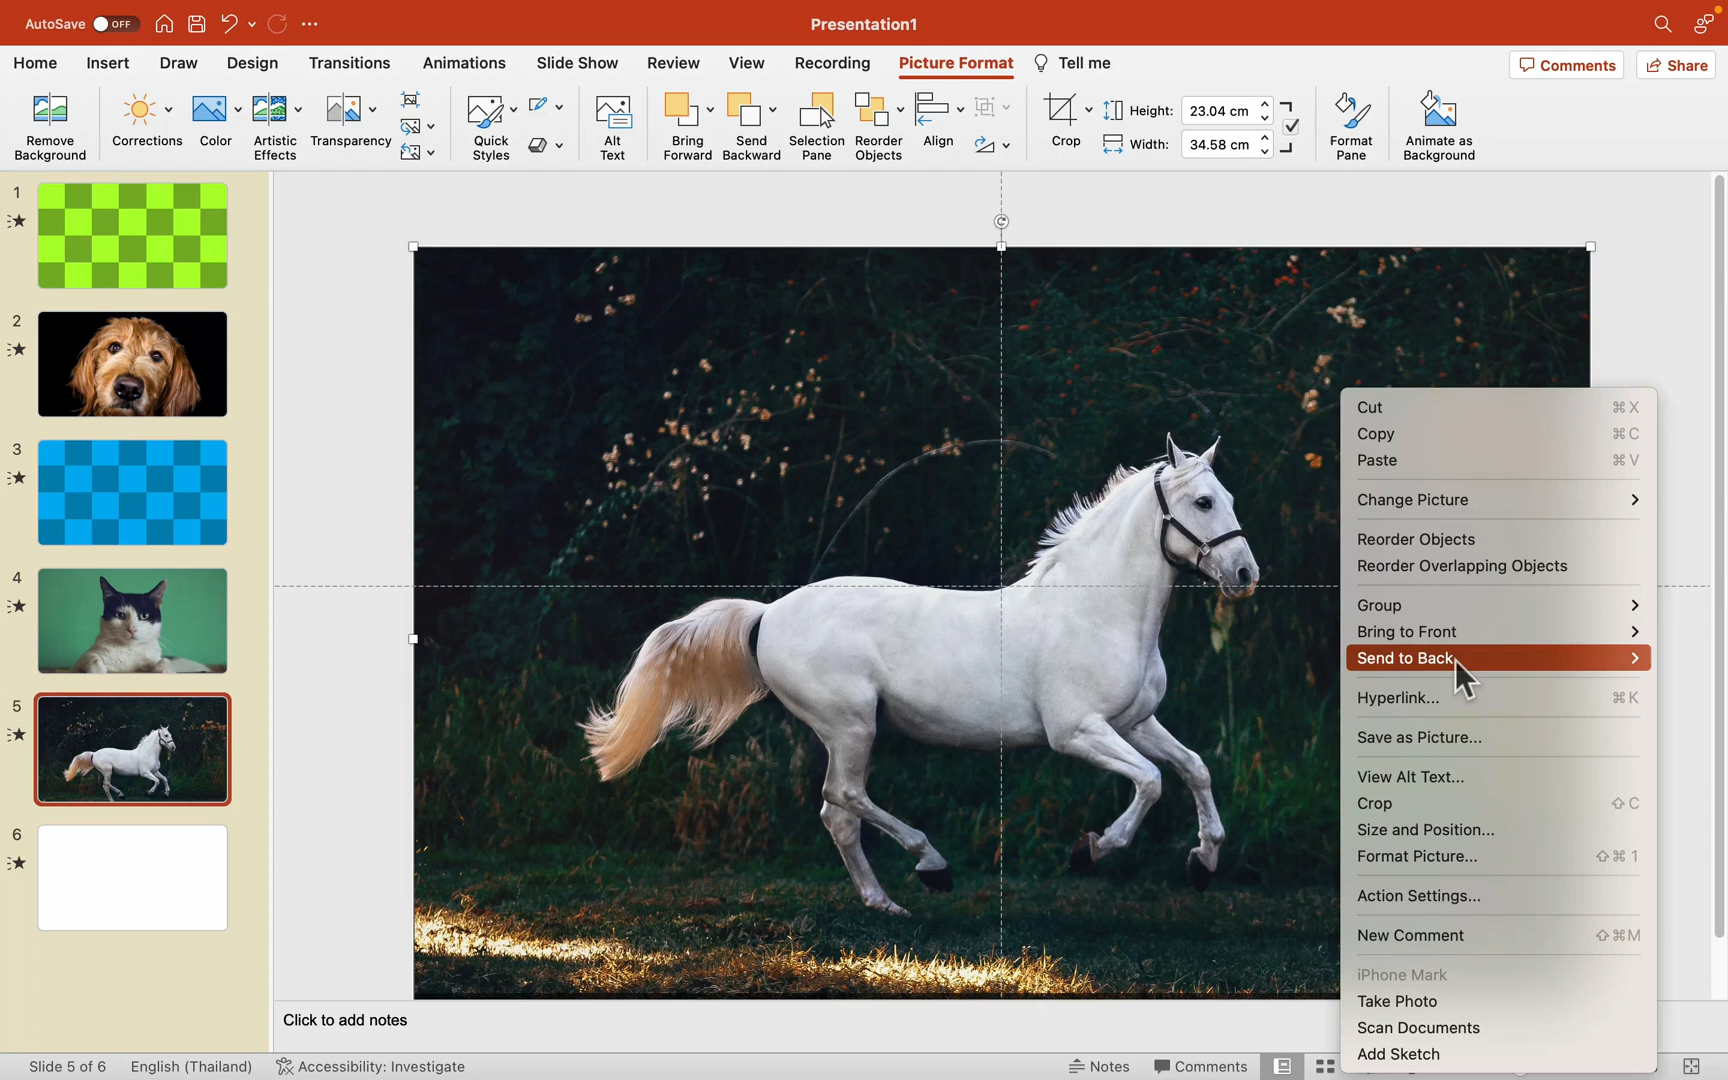 AutoSave OFF
Presentation1
Home Insert Draw Design Transitions Animations Slide Show Review View Recording Picture Format Tell me Comments Share
Remove Background
Corrections
Color
Artistic Effects
Transparency
Quick Styles
Alt Text
Bring Forward
Send Backward
Selection Pane
Reorder Objects
Align
Crop
Height: 23.04 cm
Width: 34.58 cm
Format Pane
Animate as Background
1
2
3
4
5
6
Cut ⌘X
Copy ⌘C
Paste ⌘V
Change Picture
Reorder Objects
Reorder Overlapping Objects
Group
Bring to Front
Send to Back
Hyperlink... ⌘K
Save as Picture...
View Alt Text...
Crop ⇧C
Size and Position...
Format Picture... ⇧⌘1
Action Settings...
New Comment ⇧⌘M
iPhone Mark
Take Photo
Scan Documents
Add Sketch
Click to add notes
Slide 5 of 6 English (Thailand) Accessibility: Investigate Notes Comments